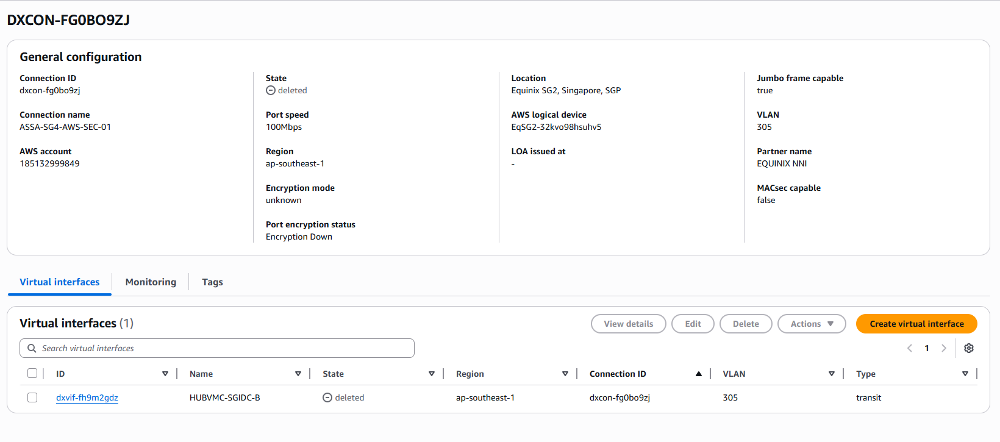 DXCON-FG0BO9ZJ
General configuration
Connection ID
dxcon-fg0bo9zj
Connection name
ASSA-SG4-AWS-SEC-01
AWS account
185132999849
State
deleted
Port speed
100Mbps
Region
ap-southeast-1
Encryption mode
unknown
Port encryption status
Encryption Down
Location
Equinix SG2, Singapore, SGP
AWS logical device
EqSG2-32kvo98hsuhv5
LOA issued at
-
Jumbo frame capable
true
VLAN
305
Partner name
EQUINIX NNI
MACsec capable
false
Virtual interfaces Monitoring Tags
Virtual interfaces (1) View details Edit Delete Actions Create virtual interface
Search virtual interfaces 1
ID Name State Region Connection ID VLAN Type
dxvif-fh9m2gdz HUBVMC-SGIDC-B deleted ap-southeast-1 dxcon-fg0bo9zj 305 transit